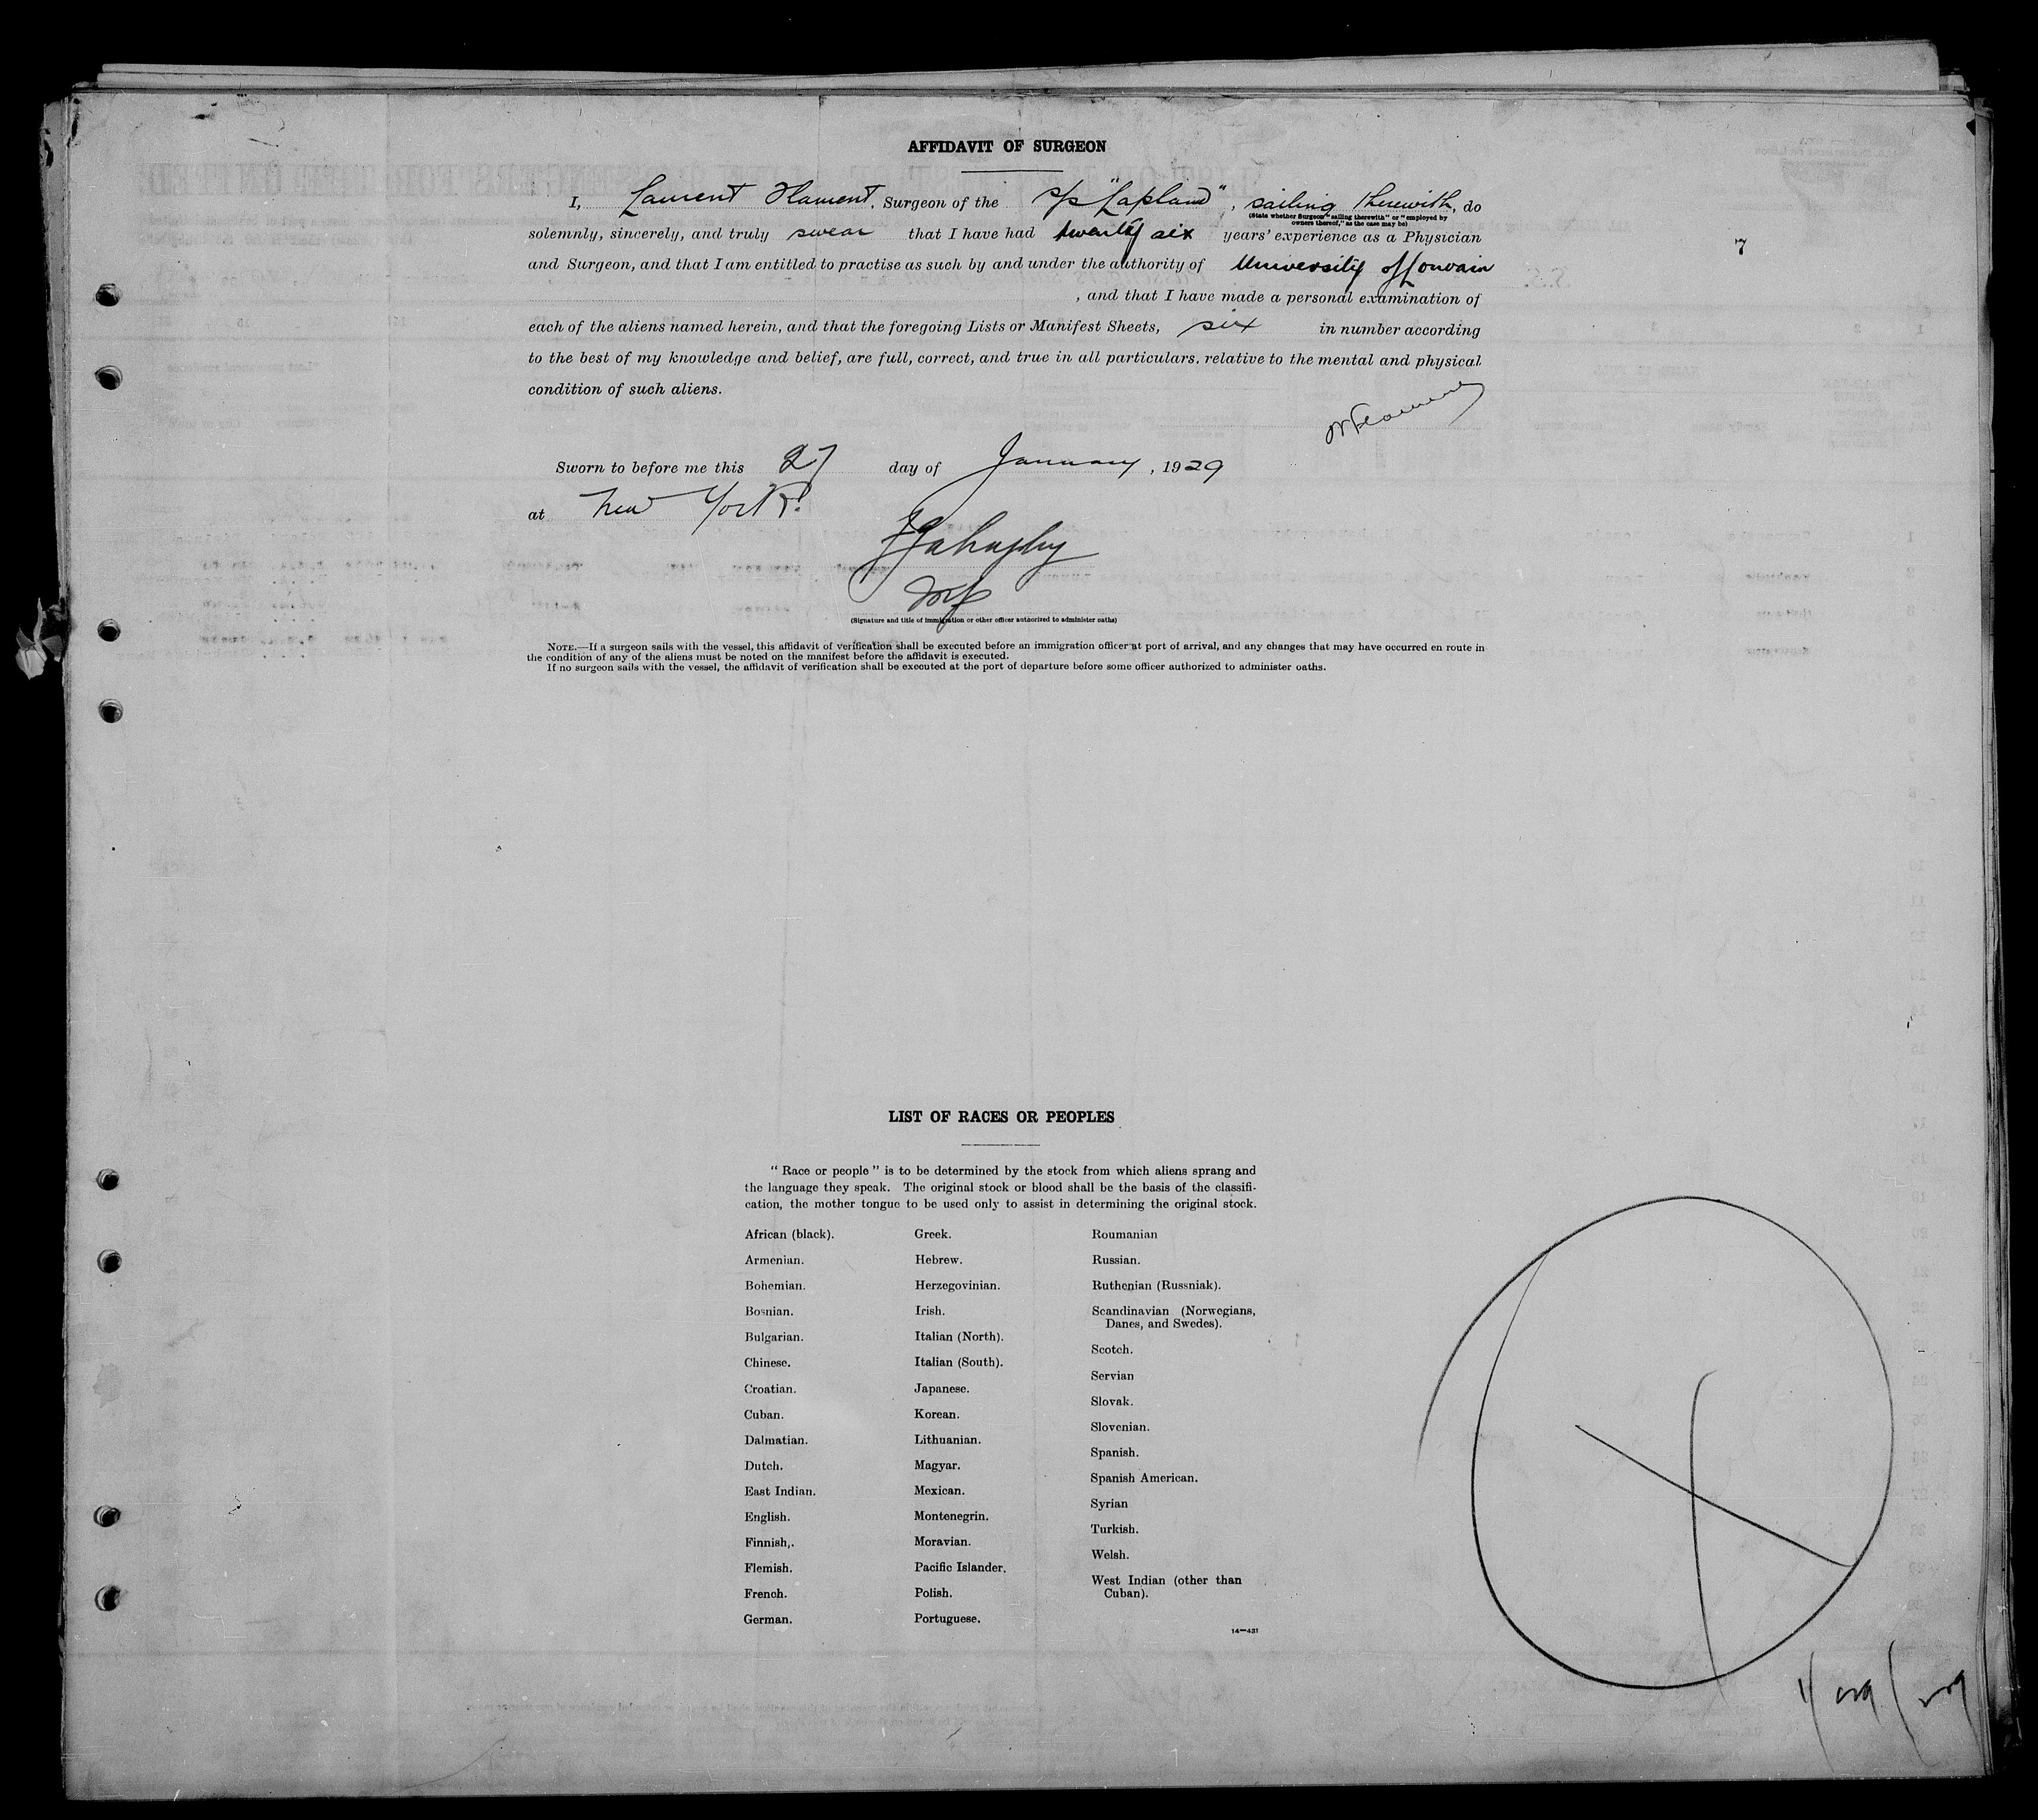 AFFIDAVIT OF SURGEON
7
I, Laurent Flament, Surgeon of the s/s "Lapland", sailing therewith, do
(State whether Surgeon "sailing therewith" or "employed by
owners thereof," as the case may be)
solemnly, sincerely, and truly swear that I have had twenty six years' experience as a Physician
and Surgeon, and that I am entitled to practise as such by and under the authority of University of Louvain
, and that I have made a personal examination of
each of the aliens named herein, and that the foregoing Lists or Manifest Sheets, six in number according
to the best of my knowledge and belief, are full, correct, and true in all particulars, relative to the mental and physical
condition of such aliens.
Sworn to before me this 27 day of January, 1929
at New York
(Signature and title of immigration or other officer authorized to administer oaths)
NOTE.—If a surgeon sails with the vessel, this affidavit of verification shall be executed before an immigration officer at port of arrival, and any changes that may have occurred en route in
the condition of any of the aliens must be noted on the manifest before the affidavit is executed.
If no surgeon sails with the vessel, the affidavit of verification shall be executed at the port of departure before some officer authorized to administer oaths.
LIST OF RACES OR PEOPLES
"Race or people" is to be determined by the stock from which aliens sprang and
the language they speak. The original stock or blood shall be the basis of the classifi-
cation, the mother tongue to be used only to assist in determining the original stock.
African (black).
Armenian.
Bohemian.
Bosnian.
Bulgarian.
Chinese.
Croatian.
Cuban.
Dalmatian.
Dutch.
East Indian.
English.
Finnish,.
Flemish.
French.
German.
Greek.
Hebrew.
Herzegovinian.
Irish.
Italian (North).
Italian (South).
Japanese.
Korean.
Lithuanian.
Magyar.
Mexican.
Montenegrin.
Moravian.
Pacific Islander.
Polish.
Portuguese.
Roumanian
Russian.
Ruthenian (Russniak).
Scandinavian (Norwegians,
Danes, and Swedes).
Scotch.
Servian
Slovak.
Slovenian.
Spanish.
Spanish American.
Syrian
Turkish.
Welsh.
West Indian (other than
Cuban).
14—431